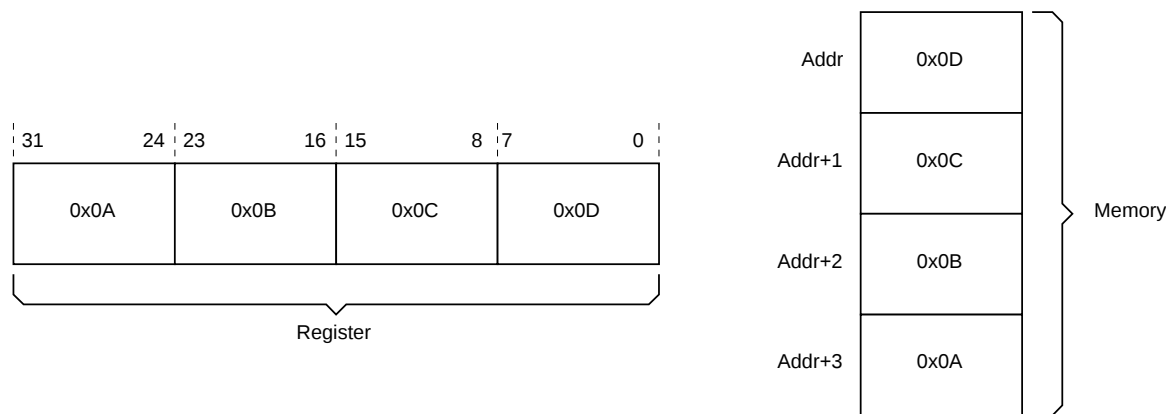 31 24 23 16 15 8 7 0
0x0A 0x0B 0x0C 0x0D
Register
Addr 0x0D
Addr+1 0x0C
Addr+2 0x0B
Addr+3 0x0A
Memory